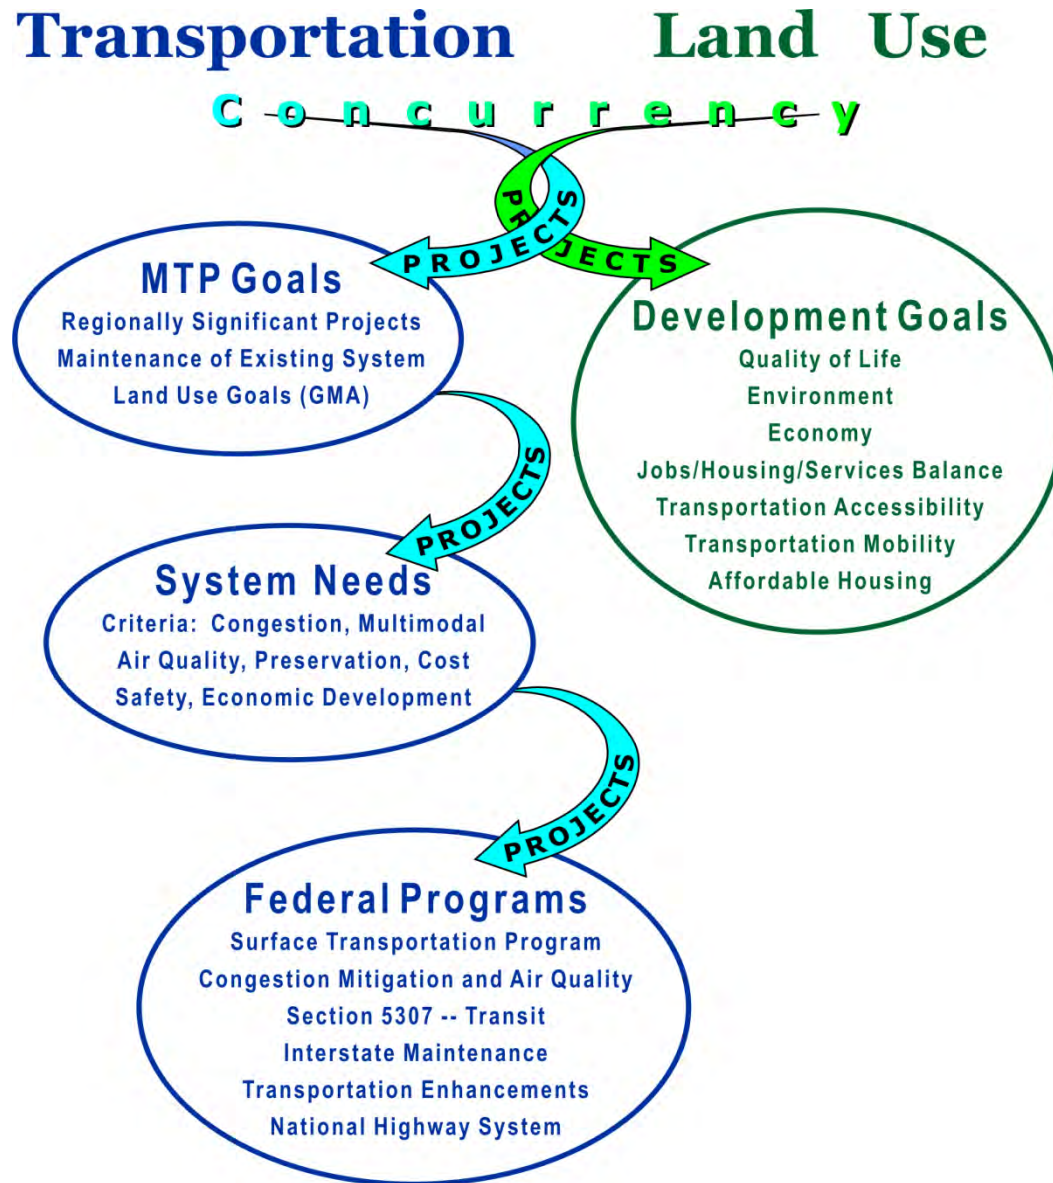 Transportation Land Use
Concurrency
PROJECTS
PROJECTS
MTP Goals
Regionally Significant Projects
Maintenance of Existing System
Land Use Goals (GMA)
Development Goals
Quality of Life
Environment
Economy
Jobs/Housing/Services Balance
Transportation Accessibility
Transportation Mobility
Affordable Housing
PROJECTS
System Needs
Criteria: Congestion, Multimodal
Air Quality, Preservation, Cost
Safety, Economic Development
PROJECTS
Federal Programs
Surface Transportation Program
Congestion Mitigation and Air Quality
Section 5307 -- Transit
Interstate Maintenance
Transportation Enhancements
National Highway System